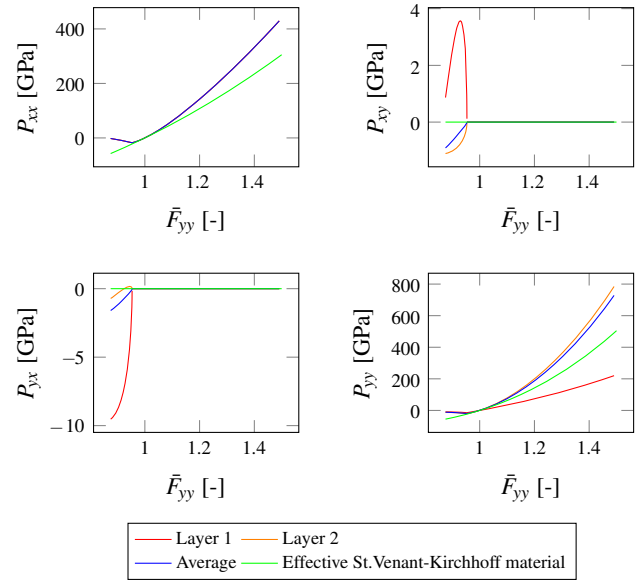 400
200
0
1
1.2
1.4
P_xx [GPa]
F̄_yy [-]
4
2
0
1
1.2
1.4
P_xy [GPa]
F̄_yy [-]
0
−5
−10
1
1.2
1.4
P_yx [GPa]
F̄_yy [-]
800
600
400
200
0
1
1.2
1.4
P_yy [GPa]
F̄_yy [-]
Layer 1 Layer 2
Average Effective St.Venant-Kirchhoff material